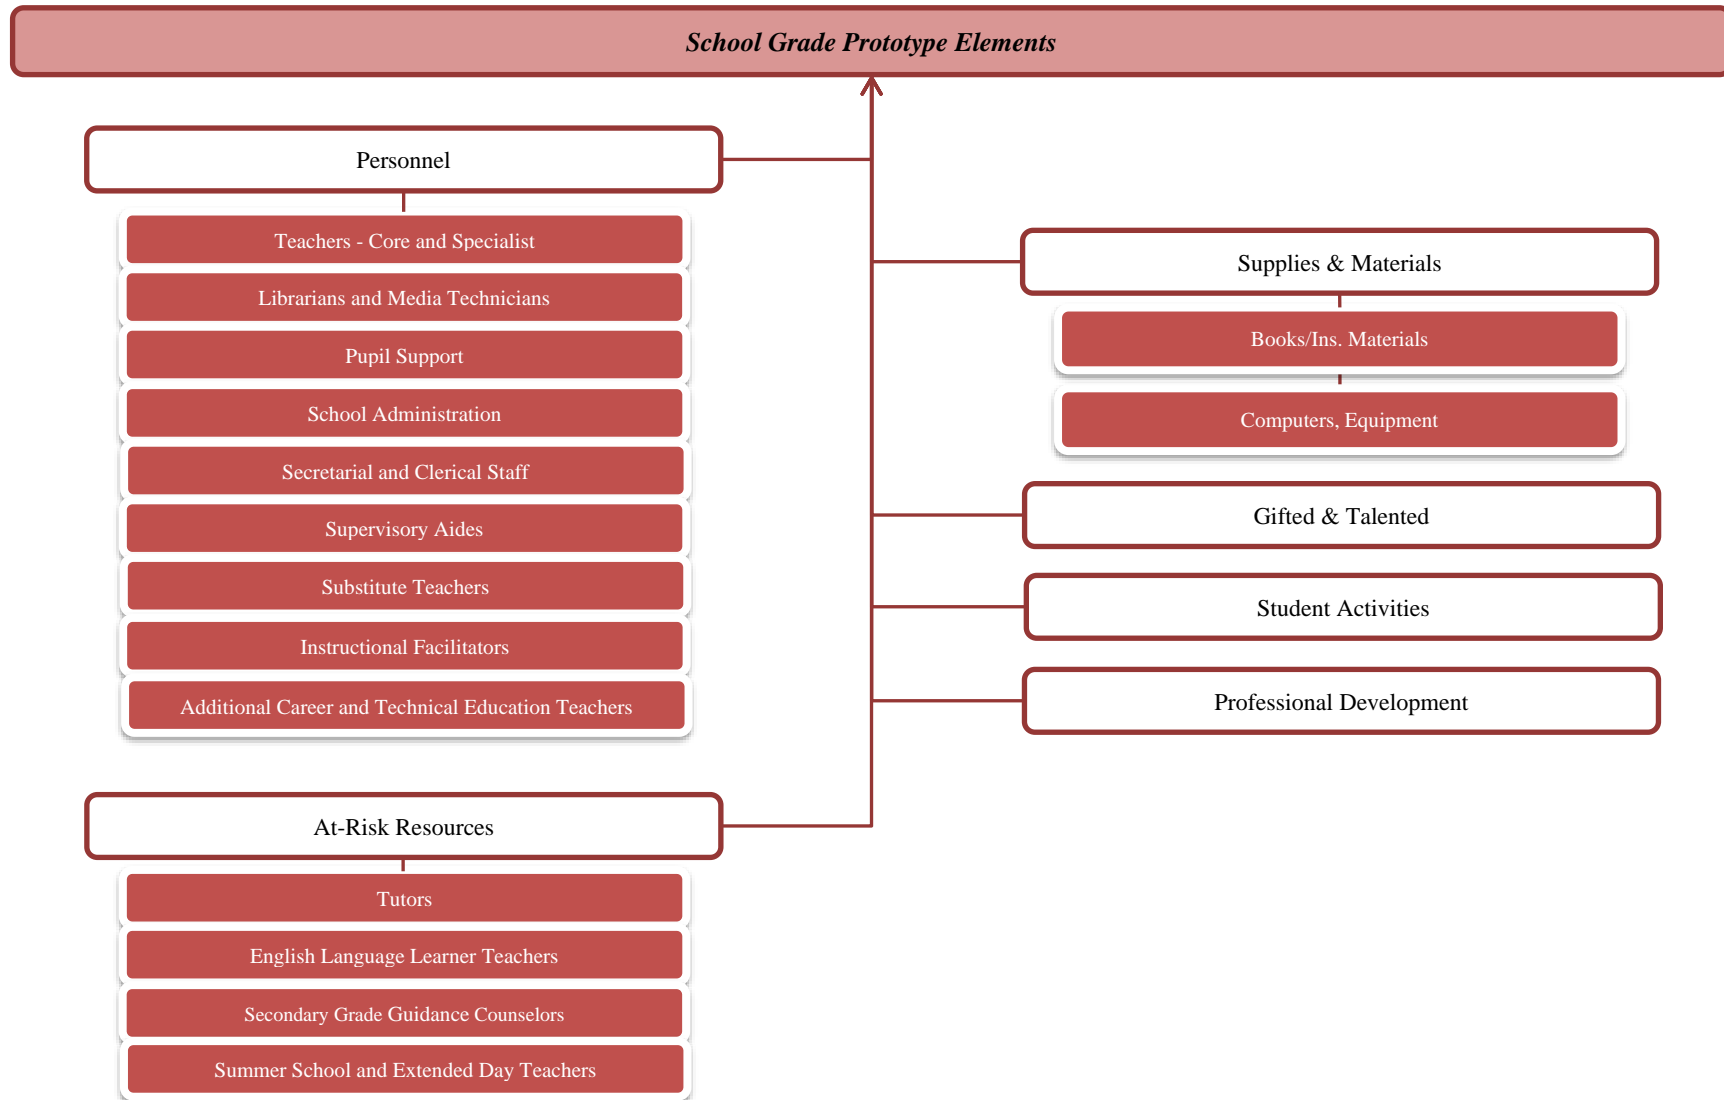 School Grade Prototype Elements
Personnel
Teachers - Core and Specialist
Librarians and Media Technicians
Pupil Support
School Administration
Secretarial and Clerical Staff
Supervisory Aides
Substitute Teachers
Instructional Facilitators
Additional Career and Technical Education Teachers
At-Risk Resources
Tutors
English Language Learner Teachers
Secondary Grade Guidance Counselors
Summer School and Extended Day Teachers
Supplies & Materials
Books/Ins. Materials
Computers, Equipment
Gifted & Talented
Student Activities
Professional Development